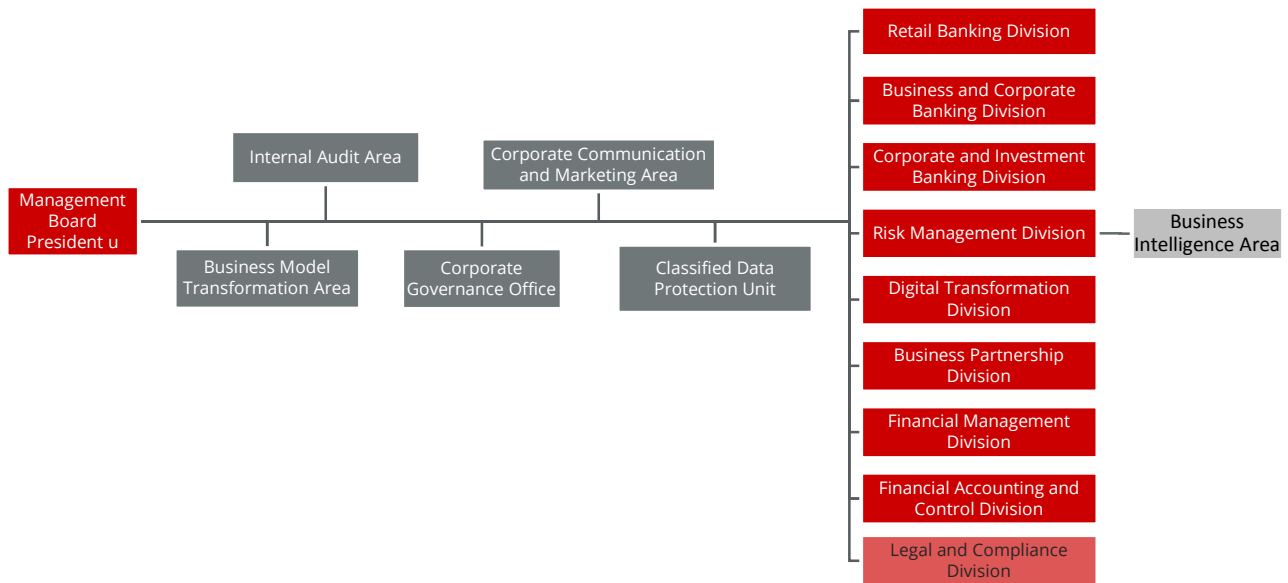 Management
Board
President u
Internal Audit Area
Business Model
Transformation Area
Corporate
Governance Office
Corporate Communication
and Marketing Area
Classified Data
Protection Unit
Retail Banking Division
Business and Corporate
Banking Division
Corporate and Investment
Banking Division
Risk Management Division
Business
Intelligence Area
Digital Transformation
Division
Business Partnership
Division
Financial Management
Division
Financial Accounting and
Control Division
Legal and Compliance
Division